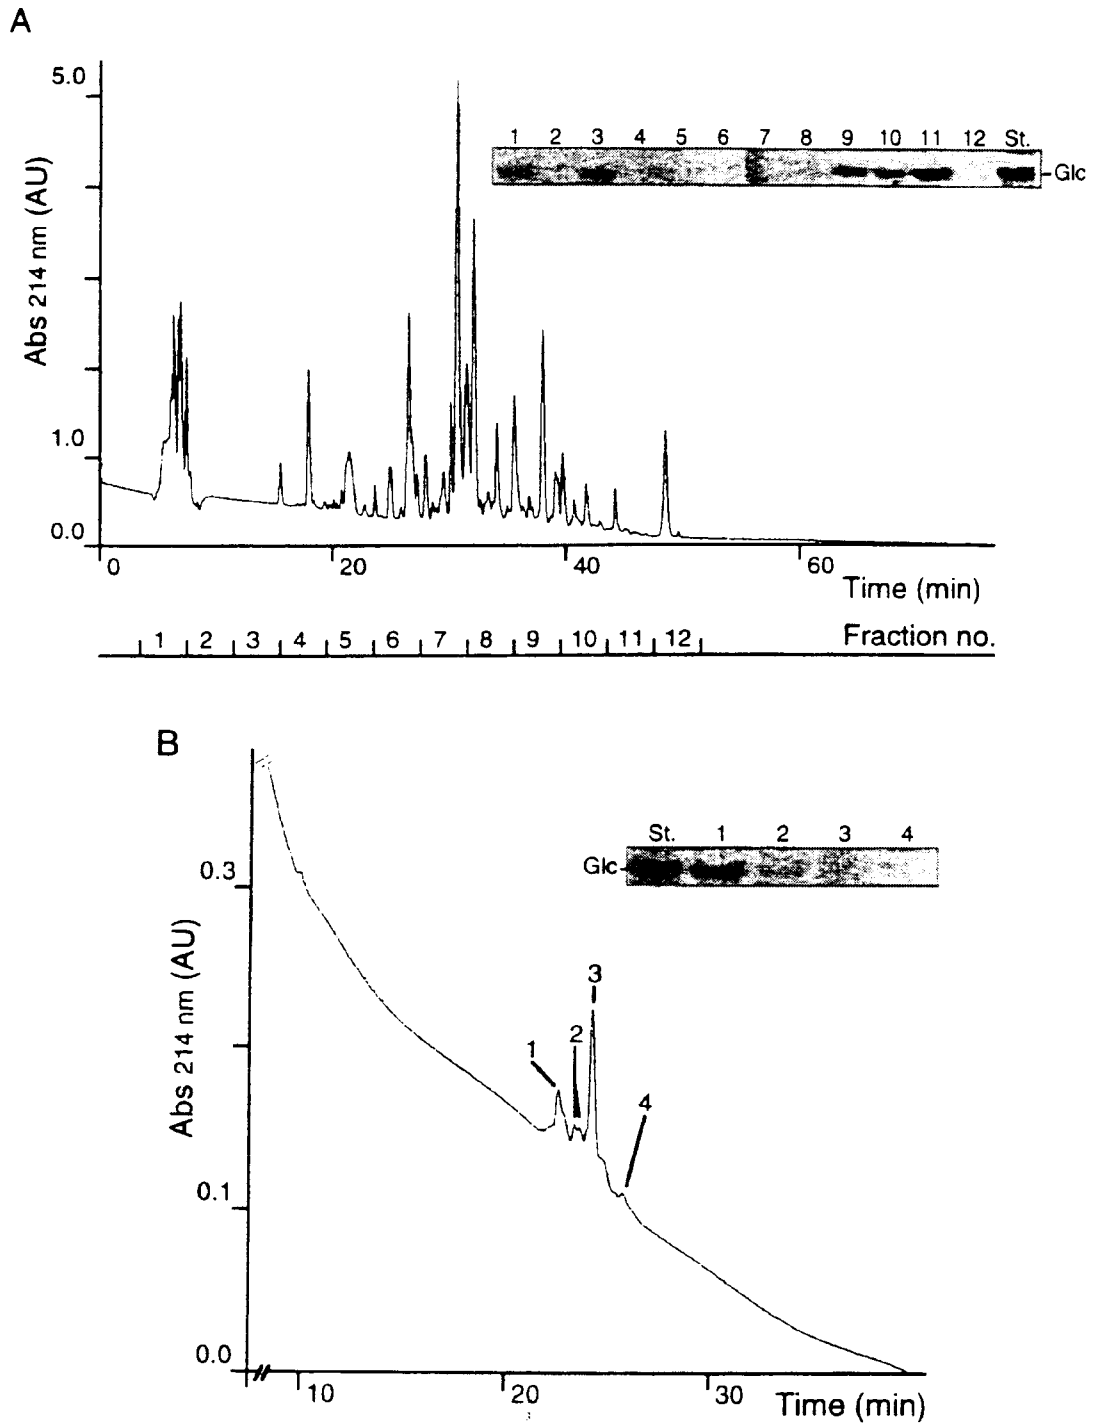 A
5.0
1 2 3 4 5 6 7 8 9 10 11 12 St.
Glc
Abs 214 nm (AU)
1.0
0.0
0 20 40 60
Time (min)
1 2 3 4 5 6 7 8 9 10 11 12 Fraction no.
B
St. 1 2 3 4
Glc
0.3
Abs 214 nm (AU)
3
2
1
4
0.1
0.0
10 20 30 Time (min)